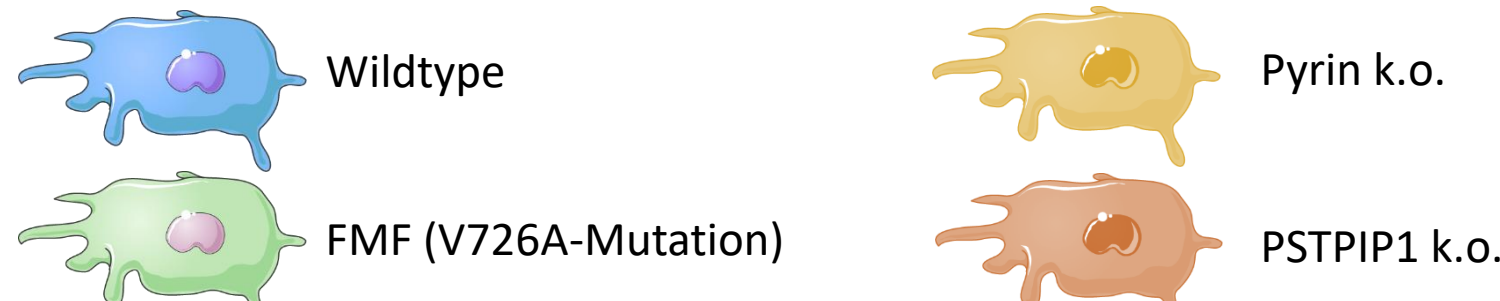 Wildtype
Pyrin k.o.
FMF (V726A-Mutation)
PSTPIP1 k.o.